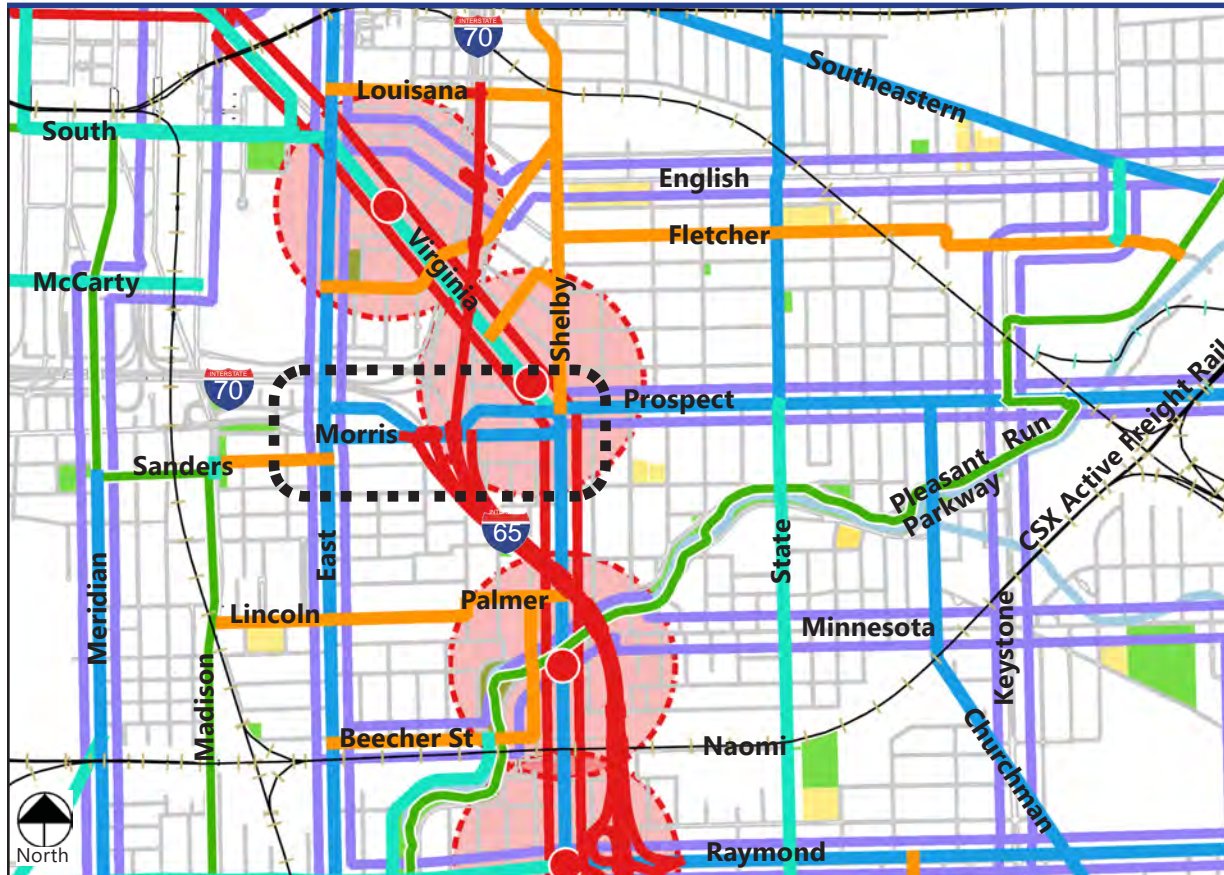 INTERSTATE
70
Louisana
Southeastern
South
English
Fletcher
Virginia
McCarty
Shelby
INTERSTATE
70
Prospect
Morris
Sanders
Pleasant Run
Parkway
CSX Active Freight Rail
INTERSTATE
65
East
State
Meridian
Palmer
Lincoln
Minnesota
Keystone
Madison
Beecher St
Naomi
Churchman
North
Raymond